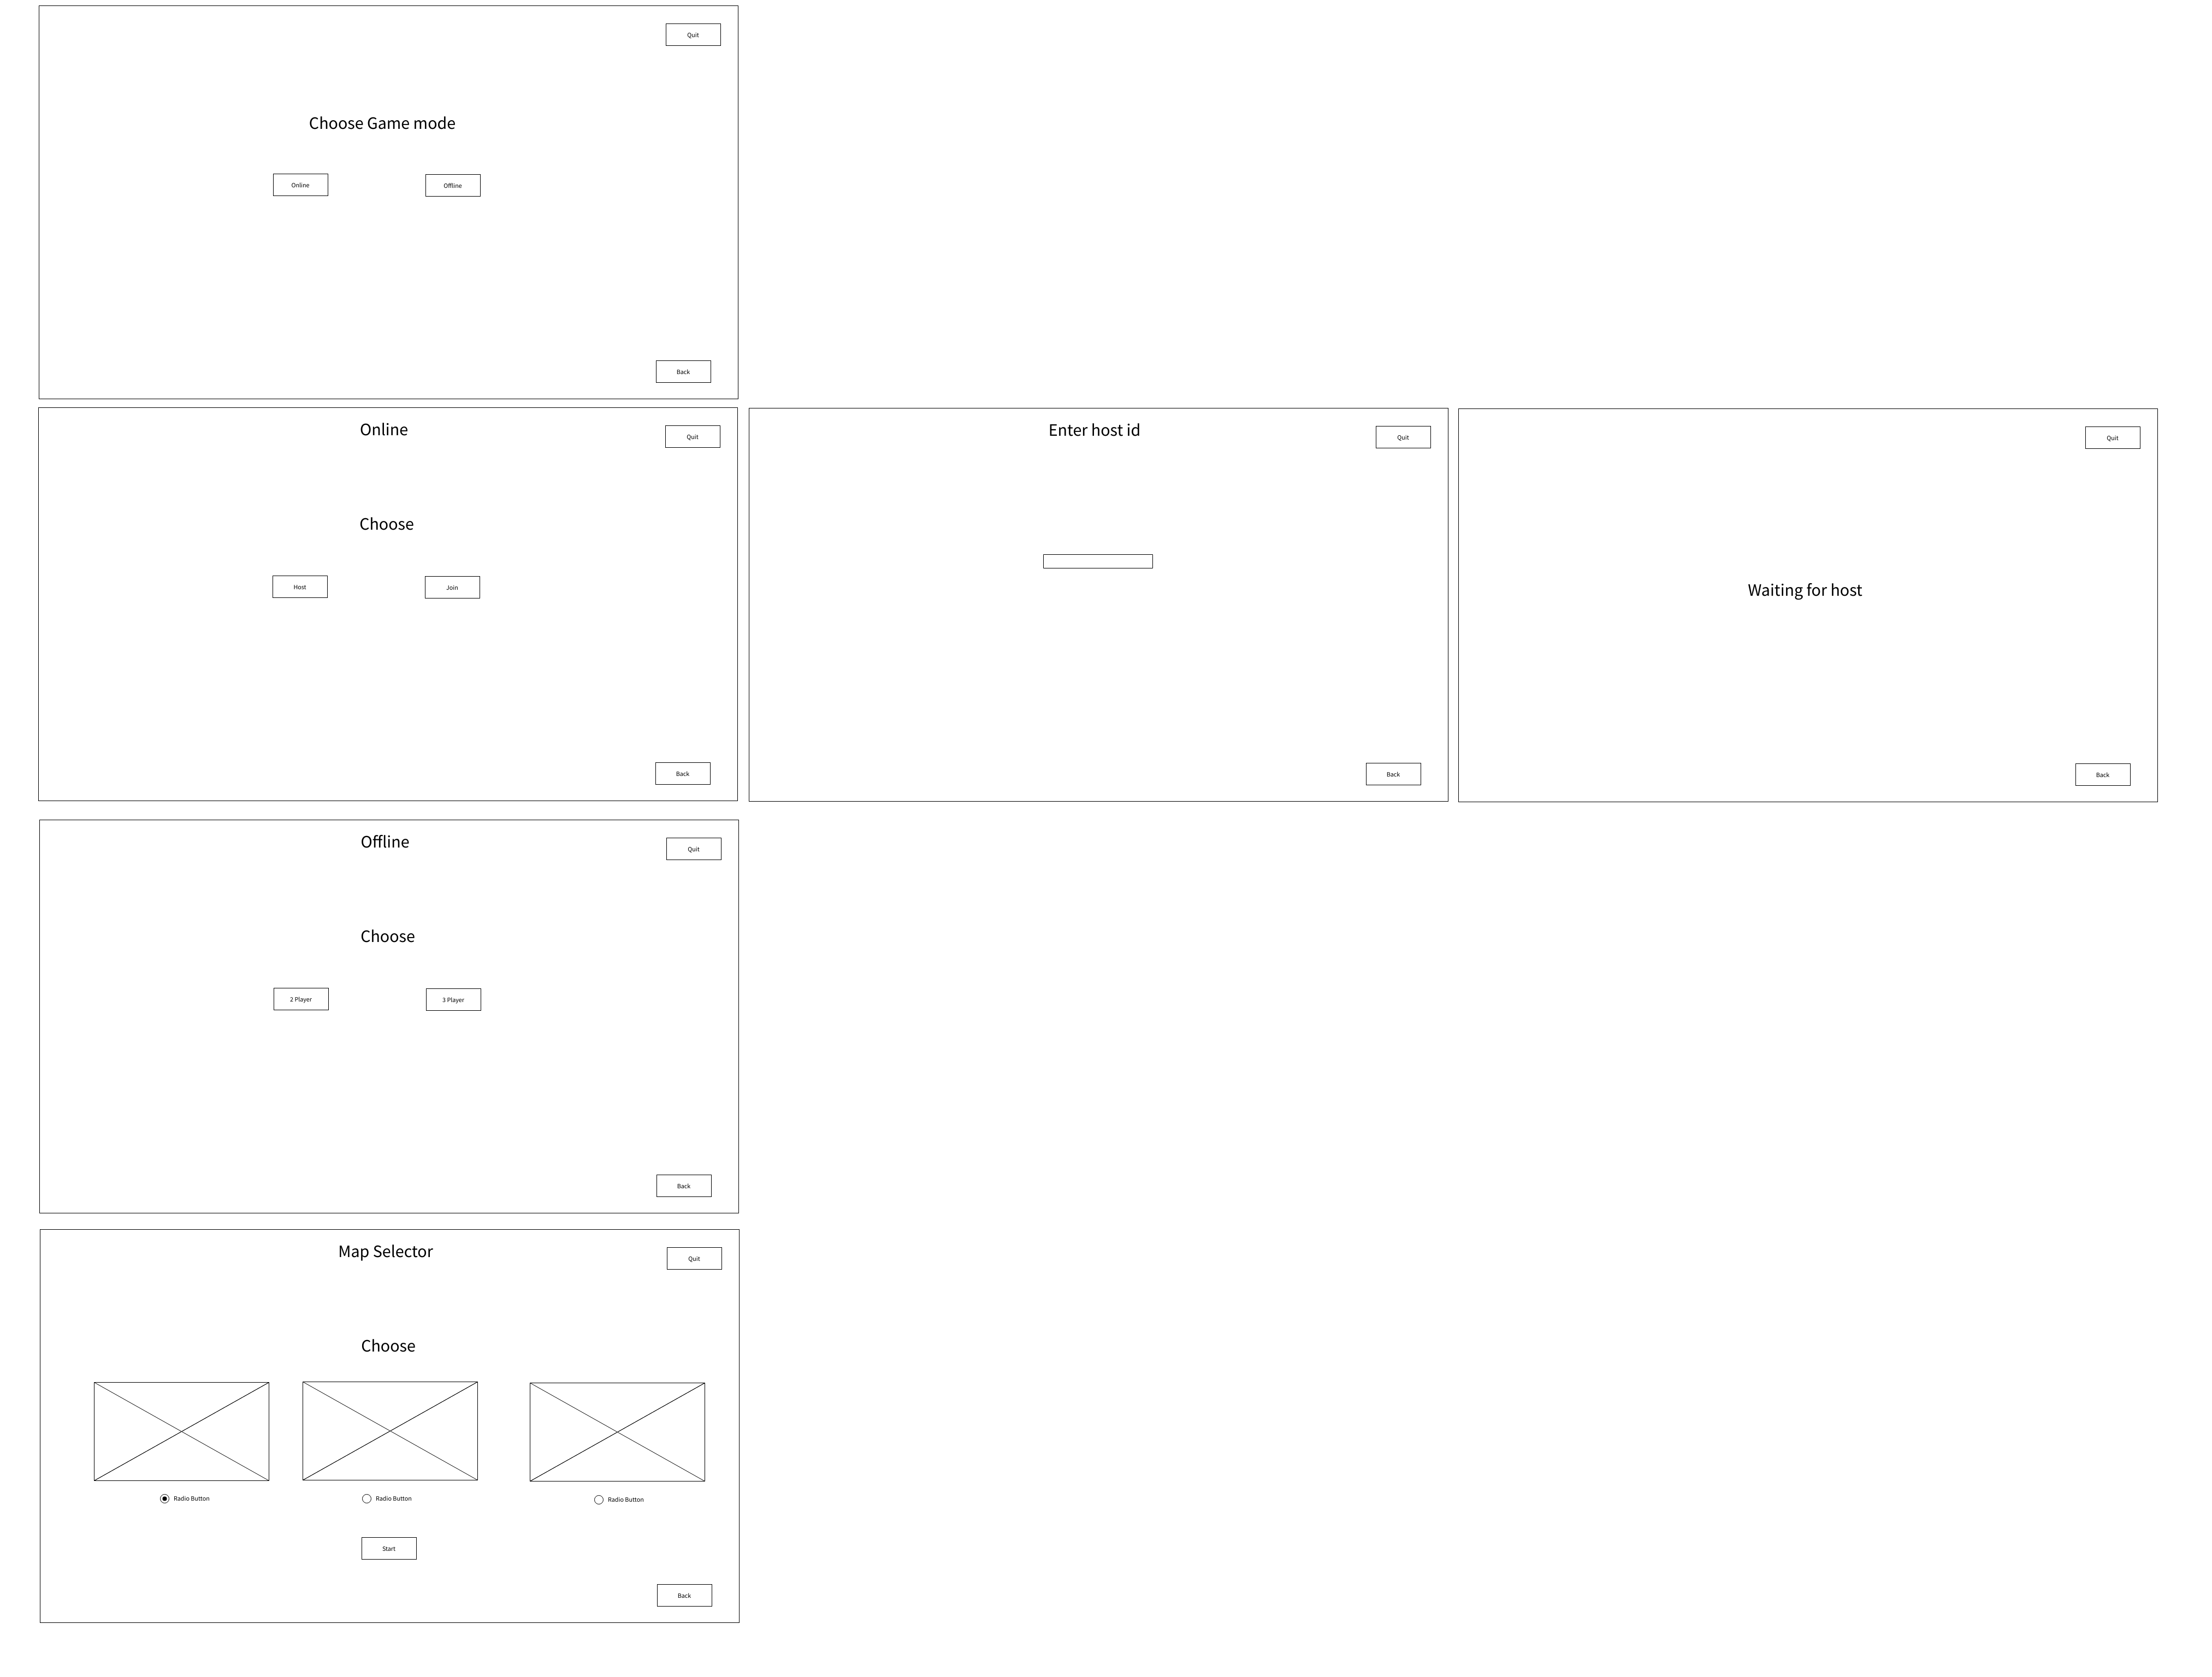 Quit
Choose Game mode
Online
Offline
Back
Online
Quit
Choose
Host
Join
Back
Enter host id
Quit
Back
Quit
Waiting for host
Back
Offline
Quit
Choose
2 Player
3 Player
Back
Map Selector
Quit
Choose
Radio Button
Radio Button
Radio Button
Start
Back